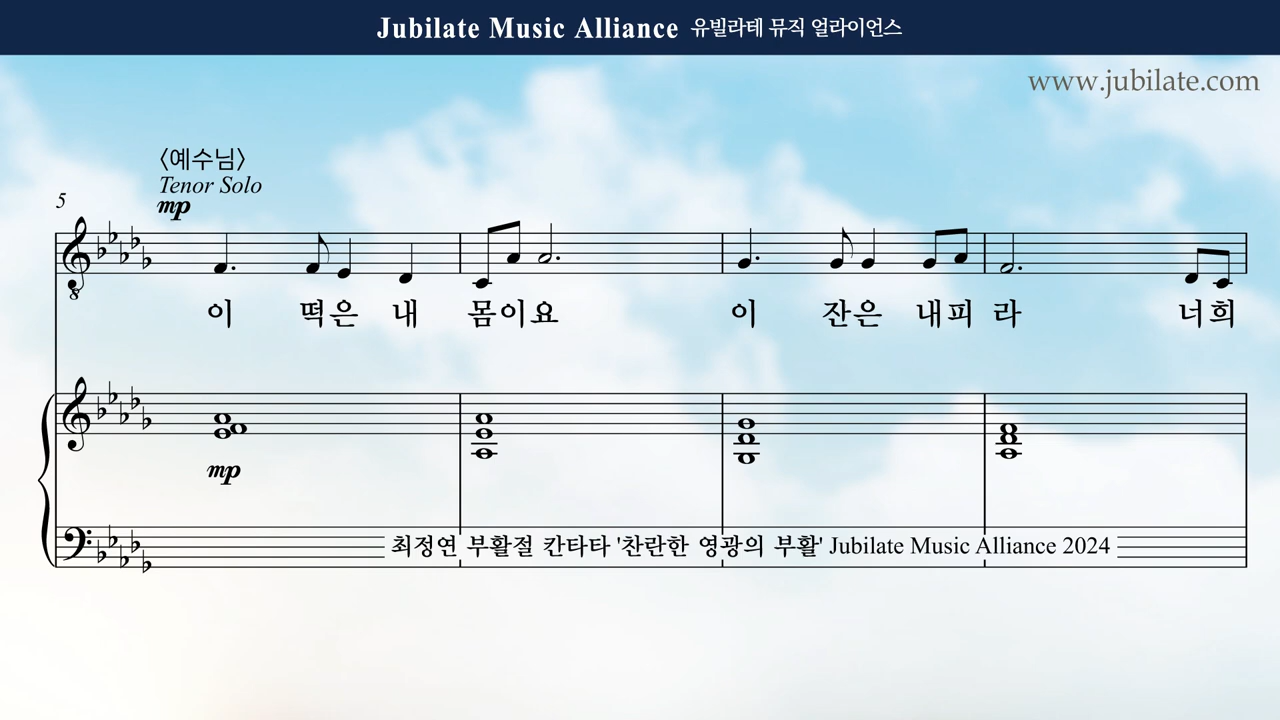 Jubilate Music Alliance 유빌라테 뮤직 얼라이언스
www.jubilate.com
〈예수님〉
Tenor Solo
mp
5
이 떡은 내 몸이요 이 잔은 내피 라 너희
mp
최정연 부활절 칸타타 '찬란한 영광의 부활' Jubilate Music Alliance 2024